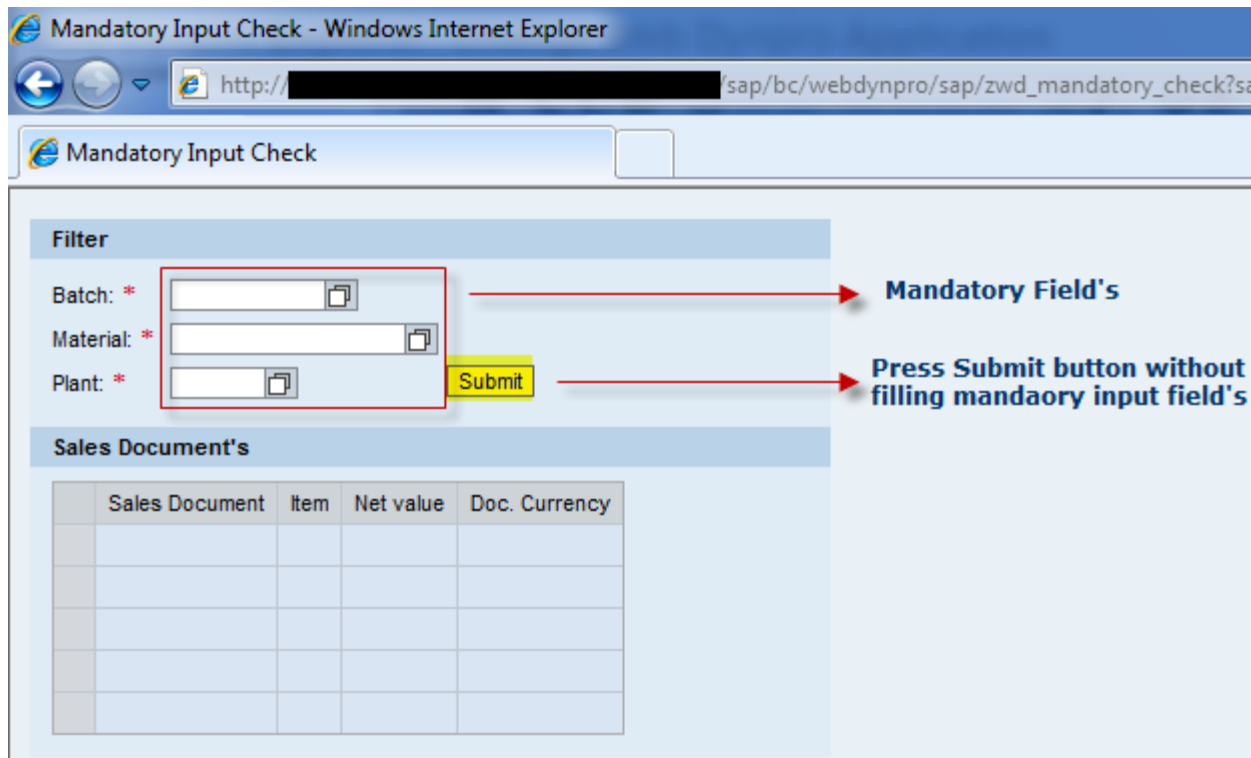 Mandatory Input Check - Windows Internet Explorer
http:// /sap/bc/webdynpro/sap/zwd_mandatory_check?sa
Mandatory Input Check
Filter
Batch: *
Mandatory Field's
Material: *
Plant: *
Submit
Press Submit button without
filling mandaory input field's
Sales Document's
Sales Document Item Net value Doc. Currency